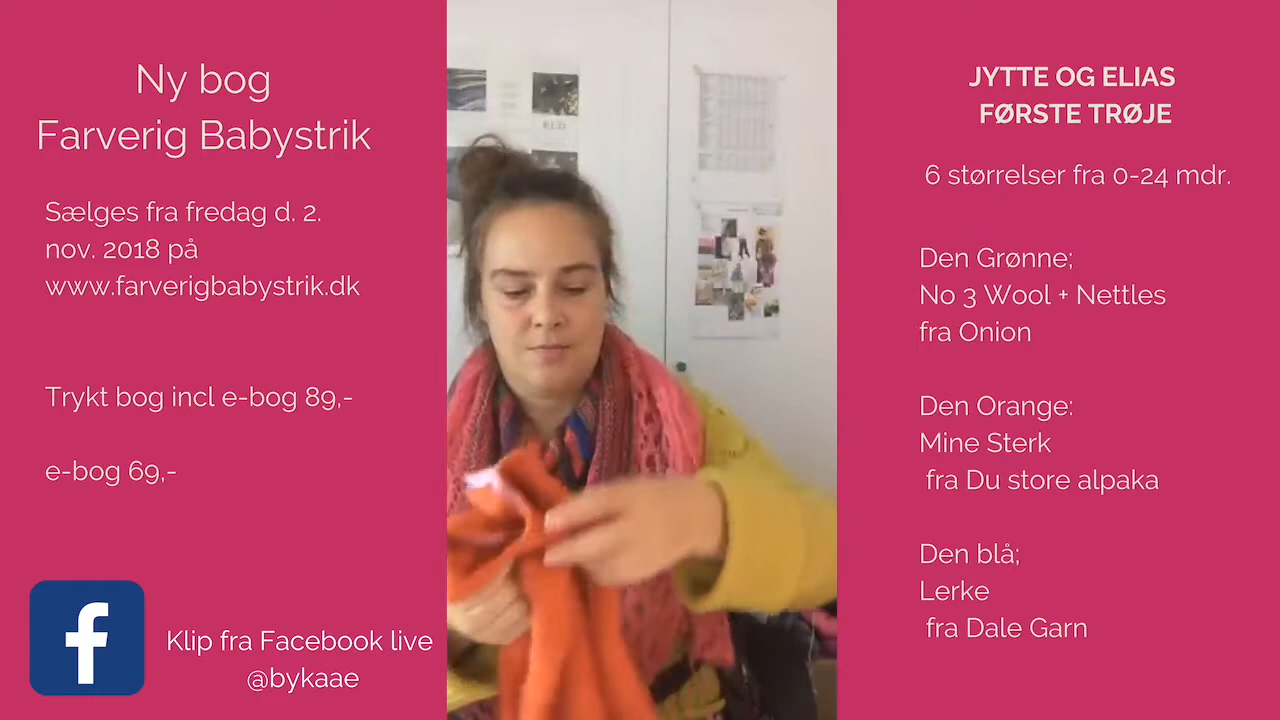 Ny bog
Farverig Babystrik
Sælges fra fredag d. 2.
nov. 2018 på
www.farverigbabystrik.dk
Trykt bog incl e-bog 89,-
e-bog 69,-
Klip fra Facebook live
@bykaae
JYTTE OG ELIAS
FØRSTE TRØJE
6 størrelser fra 0-24 mdr.
Den Grønne;
No 3 Wool + Nettles
fra Onion
Den Orange:
Mine Sterk
fra Du store alpaka
Den blå;
Lerke
fra Dale Garn